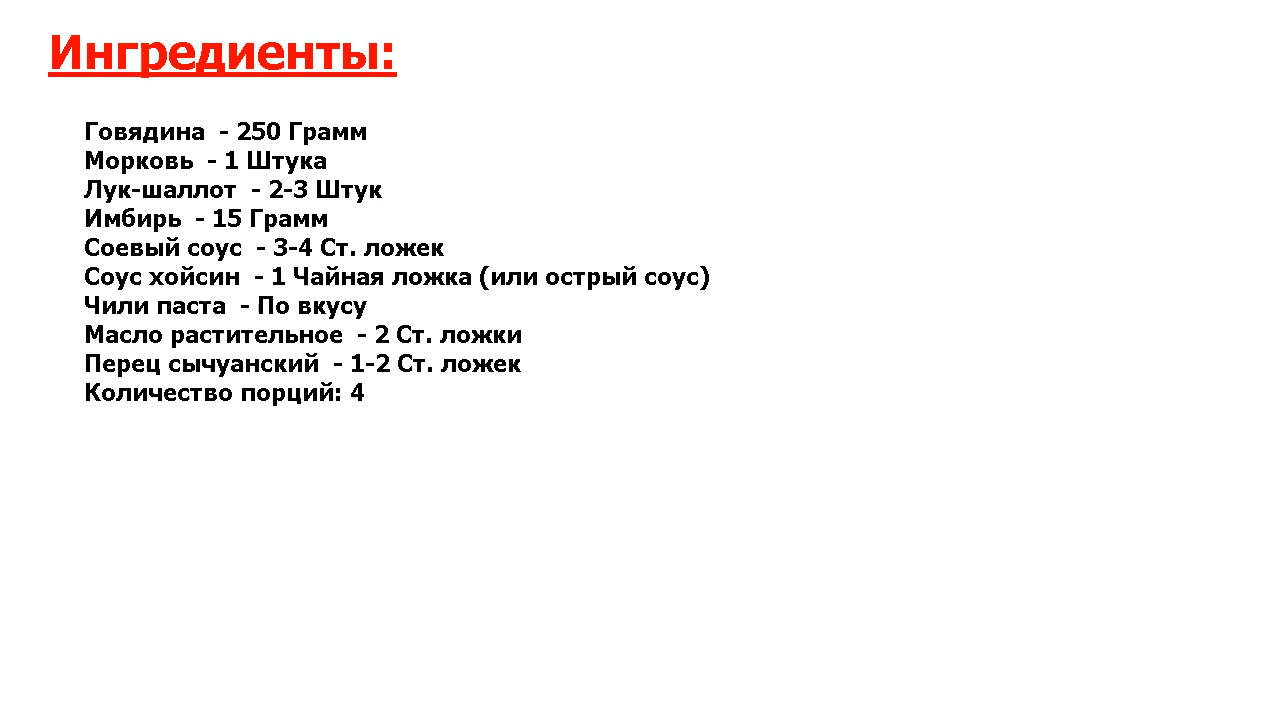 Ингредиенты:
Говядина  - 250 Грамм
Морковь  - 1 Штука
Лук-шаллот  - 2-3 Штук
Имбирь  - 15 Грамм
Соевый соус  - 3-4 Ст. ложек
Соус хойсин  - 1 Чайная ложка (или острый соус)
Чили паста  - По вкусу
Масло растительное  - 2 Ст. ложки
Перец сычуанский  - 1-2 Ст. ложек
Количество порций: 4